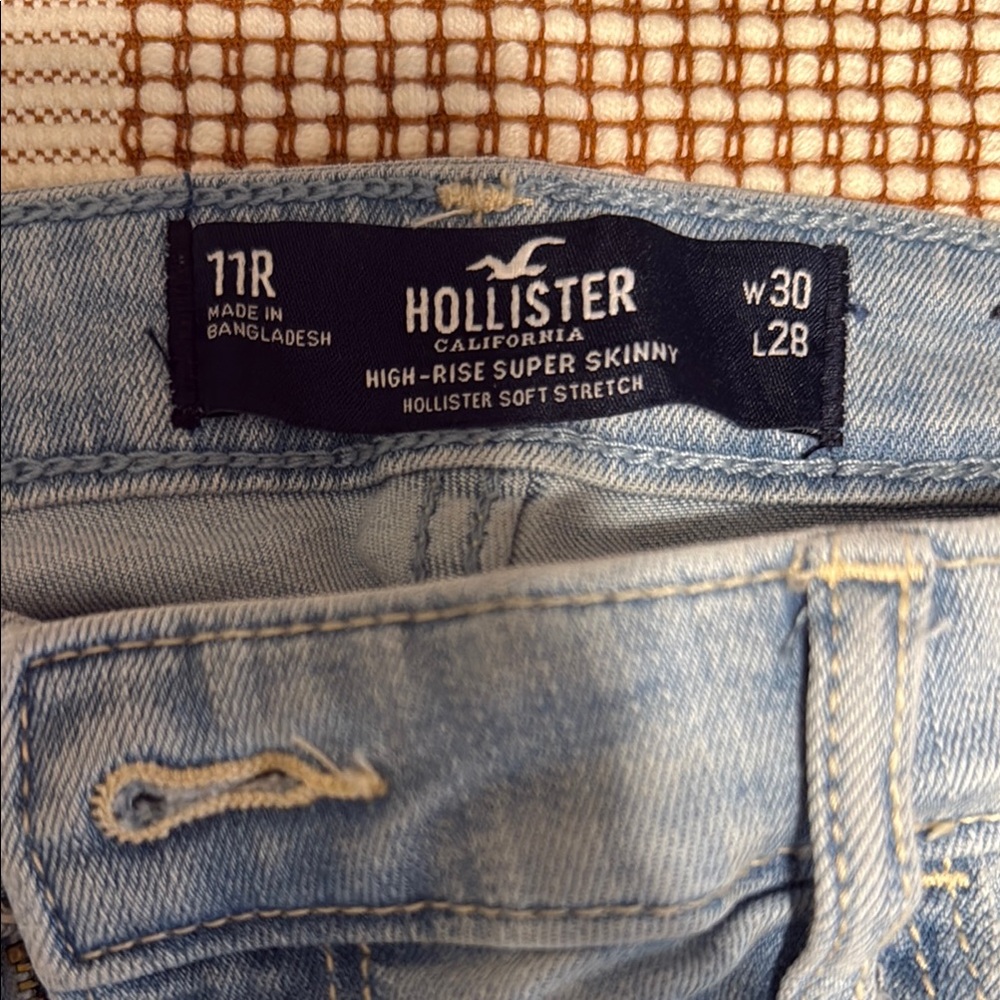 11R
MADE IN
BANGLADESH
HOLLISTER
CALIFORNIA
HIGH-RISE SUPER SKINNY
HOLLISTER SOFT STRETCH
W30
L28